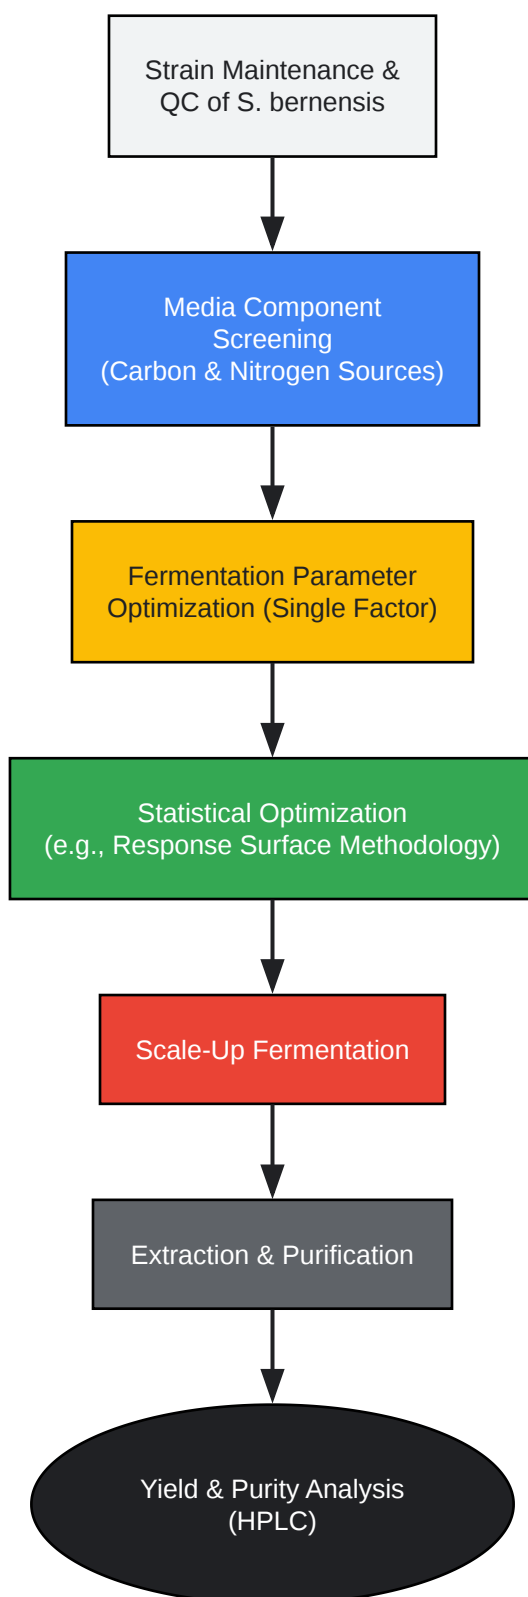 Strain Maintenance &
QC of S. bernensis
Media Component
Screening
(Carbon & Nitrogen Sources)
Fermentation Parameter
Optimization (Single Factor)
Statistical Optimization
(e.g., Response Surface Methodology)
Scale-Up Fermentation
Extraction & Purification
Yield & Purity Analysis
(HPLC)